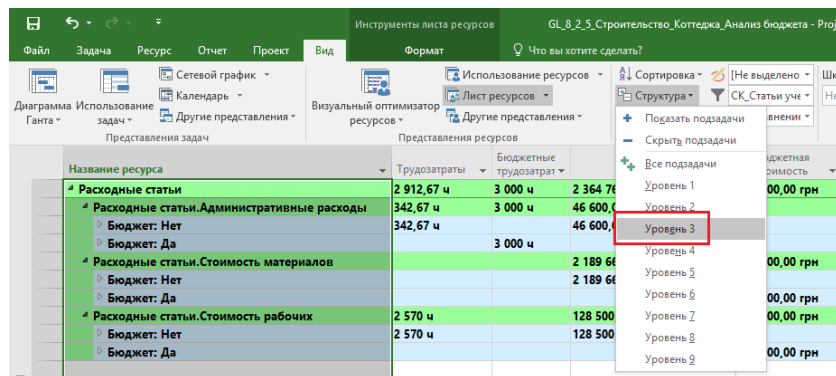 Инструменты листа ресурсов GL_8_2_5_Строительство_Коттеджа_Анализ бюджета - Proj
Файл Задача Ресурс Отчет Проект Вид Формат Что вы хотите сделать?
Диаграмма Ганта
Использование задач
Сетевой график
Календарь
Другие представления
Представления задач
Визуальный оптимизатор ресурсов
Использование ресурсов
Лист ресурсов
Другие представления
Представления ресурсов
Сортировка
Структура
[Не выделено
СК_Статьи уче
Показать подзадачи
Скрыть подзадачи
Все подзадачи
Уровень 1
Уровень 2
Уровень 3
Уровень 4
Уровень 5
Уровень 6
Уровень 7
Уровень 8
Уровень 9
Название ресурса Трудозатраты Бюджетные трудозатрат
Расходные статьи 2 912,67 ч 3 000 ч 2 364 76 00,00 грн
Расходные статьи.Административные расходы 342,67 ч 3 000 ч 46 600,0
Бюджет: Нет 342,67 ч 46 600,0
Бюджет: Да 3 000 ч
Расходные статьи.Стоимость материалов 2 189 66 00,00 грн
Бюджет: Нет 2 189 66
Бюджет: Да 00,00 грн
Расходные статьи.Стоимость рабочих 2 570 ч 128 500 00,00 грн
Бюджет: Нет 2 570 ч 128 500
Бюджет: Да 00,00 грн